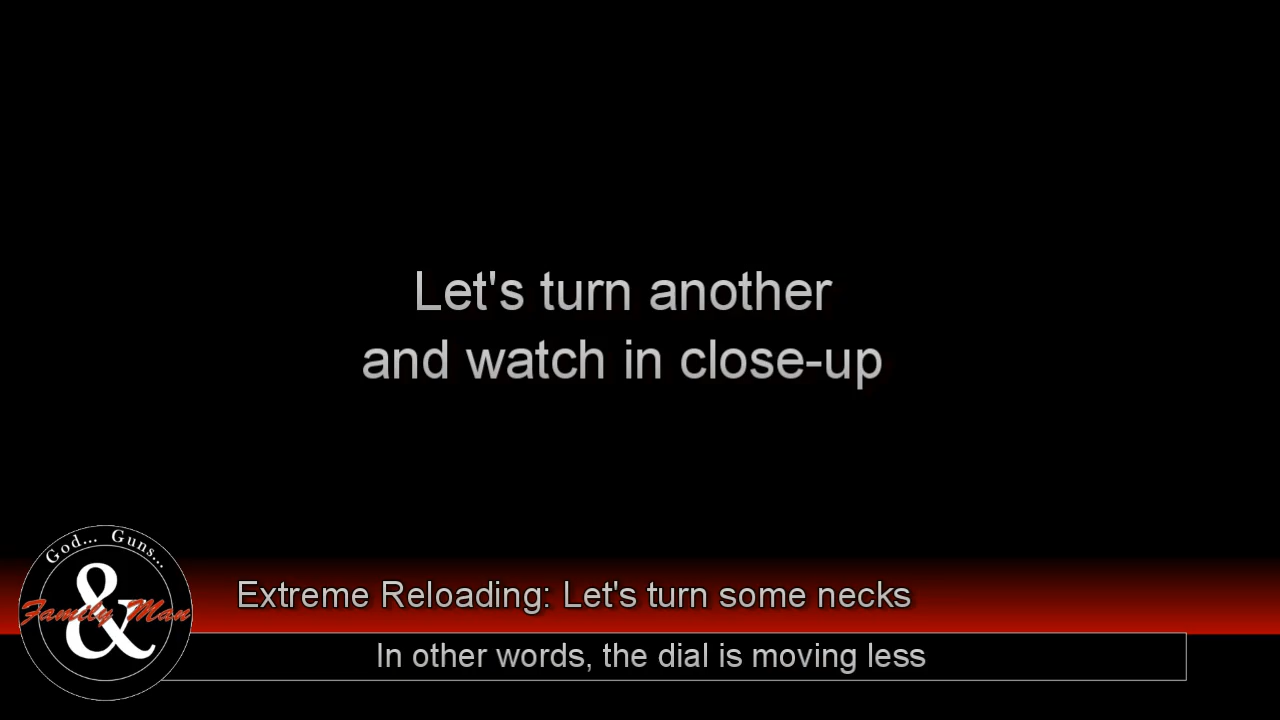 Let's turn another
and watch in close-up
God... Guns...
&
Family Man
Extreme Reloading: Let's turn some necks
In other words, the dial is moving less